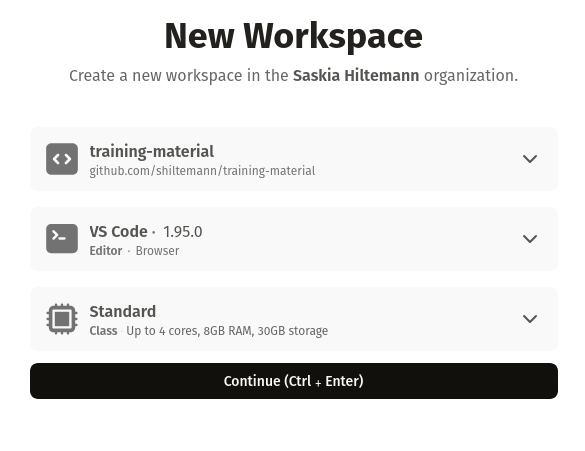 New Workspace
Create a new workspace in the Saskia Hiltemann organization.
training-material
github.com/shiltemann/training-material
VS Code · 1.95.0
Editor · Browser
Standard
Class · Up to 4 cores, 8GB RAM, 30GB storage
Continue (Ctrl + Enter)